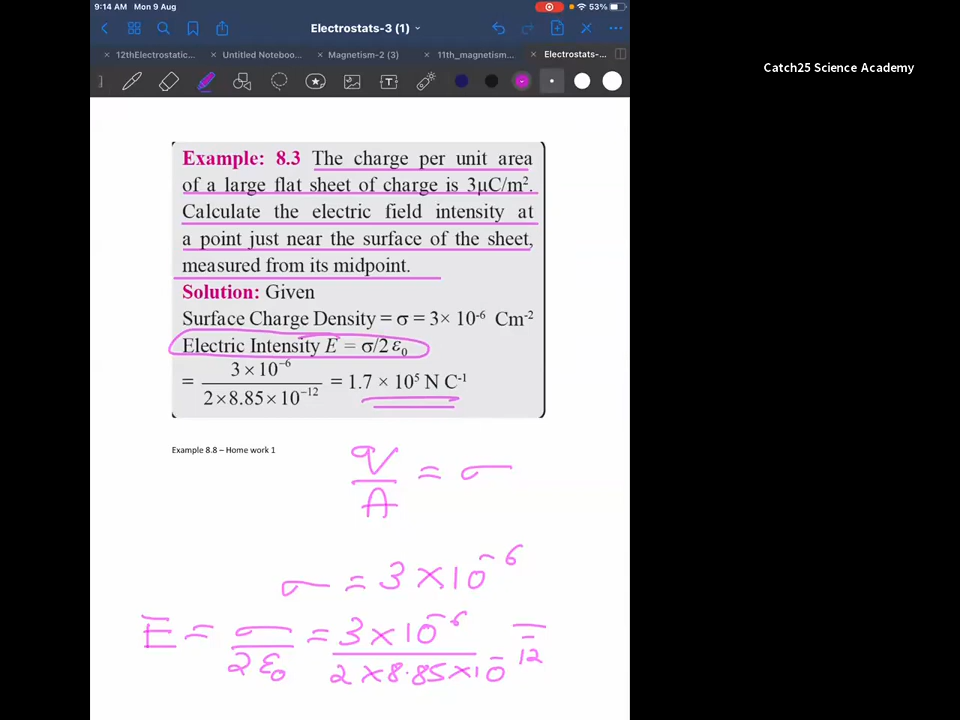 9:14 AM Mon 9 Aug
53%
Electrostats-3 (1)
12thElectrostatic...
Untitled Noteboo...
Magnetism-2 (3)
11th_magnetism...
Electrostats-...
Catch25 Science Academy
Example: 8.3 The charge per unit area
of a large flat sheet of charge is 3μC/m².
Calculate the electric field intensity at
a point just near the surface of the sheet,
measured from its midpoint.
Solution: Given
Surface Charge Density = σ = 3× 10⁻⁶ Cm⁻²
Electric Intensity E = σ/2ε₀
= 3×10⁻⁶ / 2×8.85×10⁻¹² = 1.7 × 10⁵ N C⁻¹
Example 8.8 – Home work 1
q/A = σ
σ = 3×10⁻⁶
E = σ/2ε₀ = 3×10⁻⁶ / 2×8.85×10⁻¹²